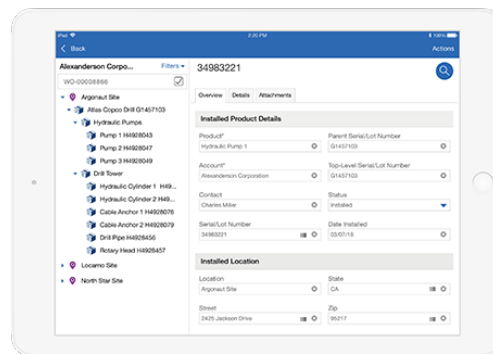 iPad
2:20 PM
100%
Back
Actions
Alexanderson Corpo...
Filters
WO-00008866
Argonaut Site
Atlas Copco Drill G1457103
Hydraulic Pumps
Pump 1 H4928043
Pump 2 H4928047
Pump 3 H4928049
Drill Tower
Hydraulic Cylinder 1 H49...
Hydraulic Cylinder 2 H49...
Cable Anchor 1 H4928076
Cable Anchor 2 H4928079
Drill Pipe H4928456
Rotary Head H4928457
Locarno Site
North Star Site
34983221
Overview Details Attachments
Installed Product Details
Product* Parent Serial/Lot Number
Hydraulic Pump 1 G1457103
Account* Top-Level Serial/Lot Number
Alexanderson Corporation G1457103
Contact Status
Charles Miller Installed
Serial/Lot Number Date Installed
34983221 03/07/16
Installed Location
Location State
Argonaut Site CA
Street Zip
2425 Jackson Drive 95217